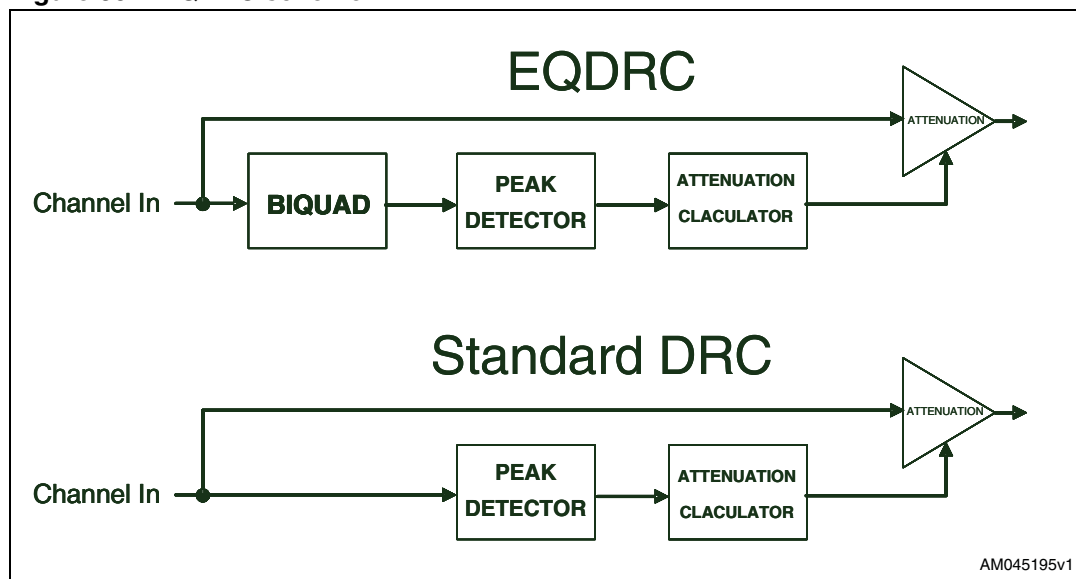 EQDRC
ATTENUATION
Channel In
BIQUAD
PEAK
DETECTOR
ATTENUATION
CLACULATOR
Standard DRC
ATTENUATION
Channel In
PEAK
DETECTOR
ATTENUATION
CLACULATOR
AM045195v1